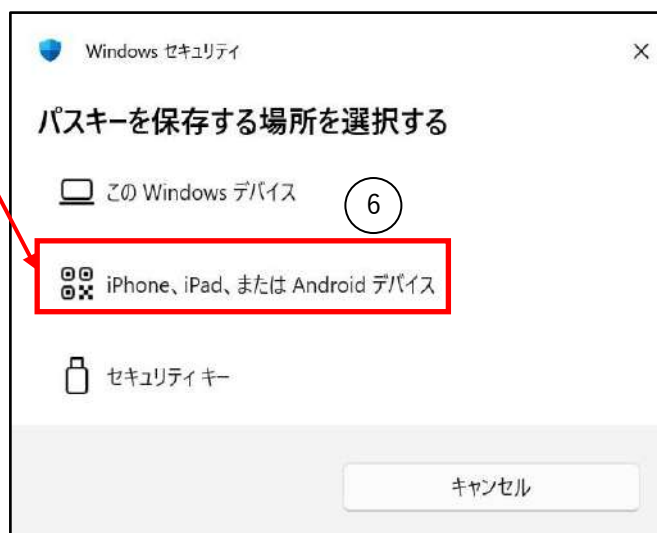 Windows セキュリティ
パスキーを保存する場所を選択する
この Windows デバイス
6
iPhone、iPad、または Android デバイス
セキュリティ キー
キャンセル